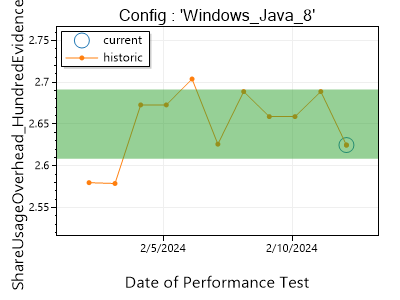 Config : 'Windows_Java_8'
ShareUsageOverhead_HundredEvidence
current
historic
2.75
2.7
2.65
2.6
2.55
2/5/2024
2/10/2024
Date of Performance Test